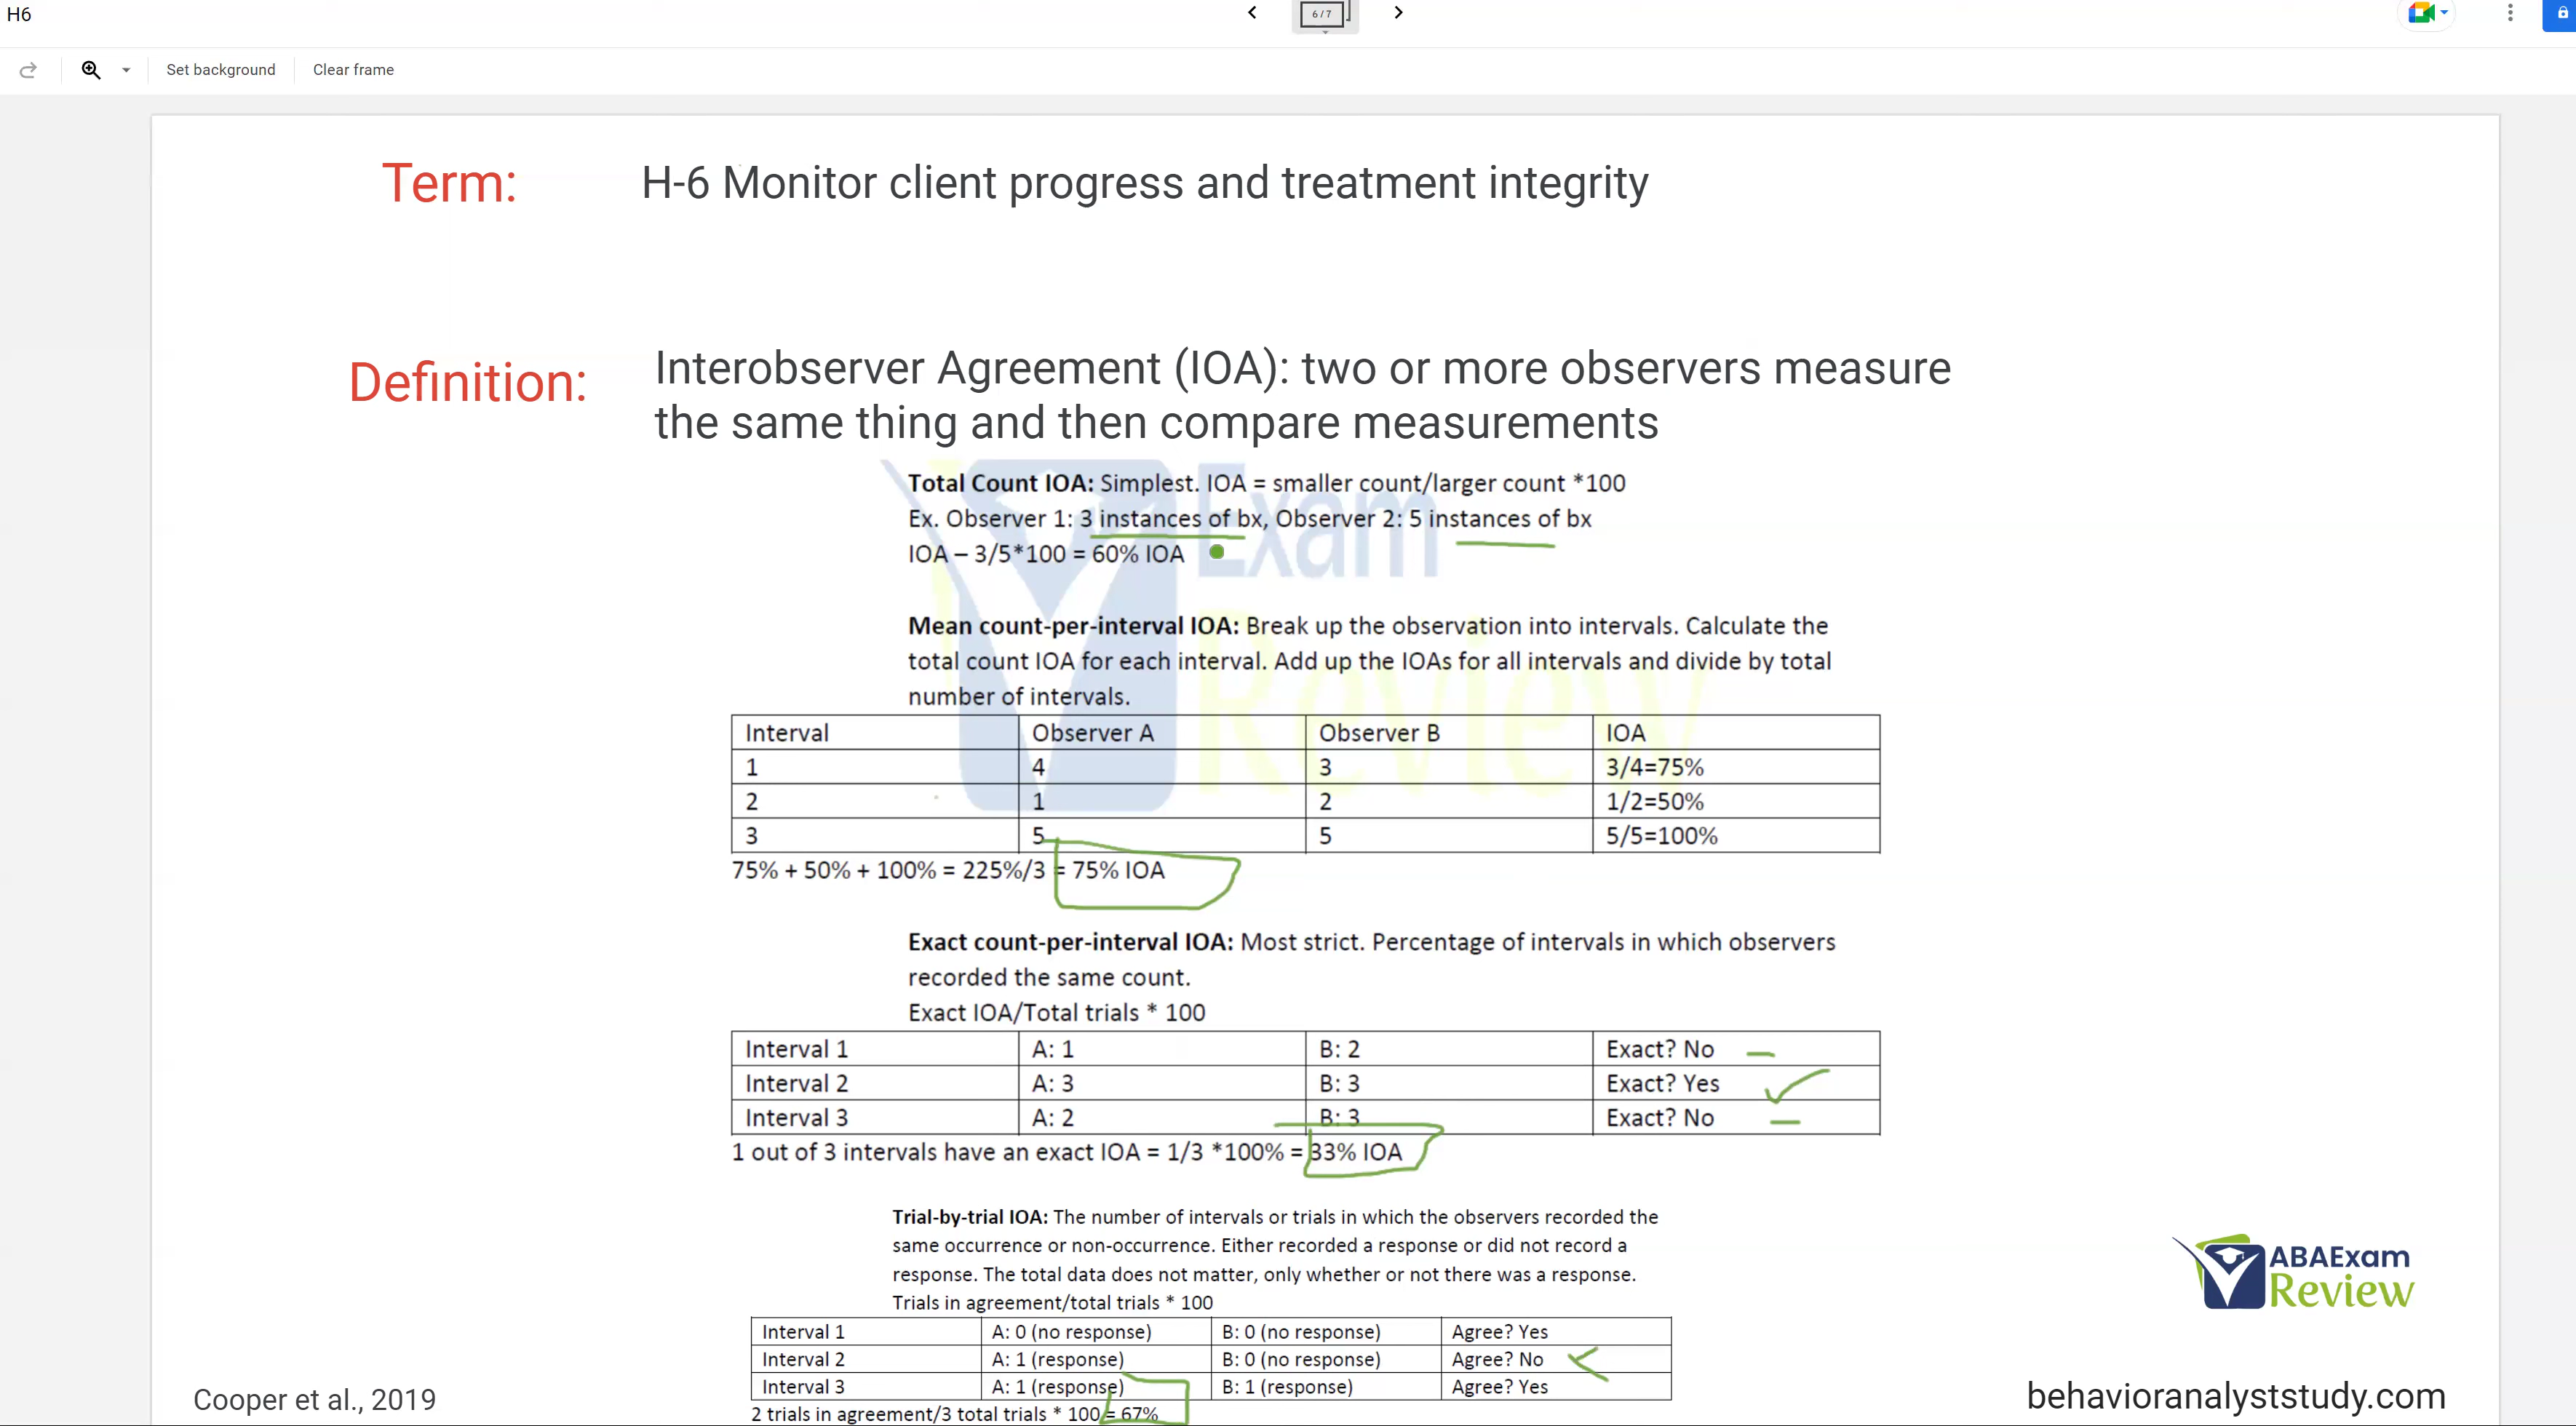 H6
6 / 7
Set background
Clear frame
Term:
H-6 Monitor client progress and treatment integrity
Definition:
Interobserver Agreement (IOA): two or more observers measure
the same thing and then compare measurements
Total Count IOA: Simplest. IOA = smaller count/larger count *100
Ex. Observer 1: 3 instances of bx, Observer 2: 5 instances of bx
IOA – 3/5*100 = 60% IOA
Exam
Review
Mean count-per-interval IOA: Break up the observation into intervals. Calculate the
total count IOA for each interval. Add up the IOAs for all intervals and divide by total
number of intervals.
Interval Observer A Observer B IOA
1 4 3 3/4=75%
2 1 2 1/2=50%
3 5 5 5/5=100%
75% + 50% + 100% = 225%/3 = 75% IOA
Exact count-per-interval IOA: Most strict. Percentage of intervals in which observers
recorded the same count.
Exact IOA/Total trials * 100
Interval 1 A: 1 B: 2 Exact? No
Interval 2 A: 3 B: 3 Exact? Yes
Interval 3 A: 2 B: 3 Exact? No
1 out of 3 intervals have an exact IOA = 1/3 *100% = 33% IOA
Trial-by-trial IOA: The number of intervals or trials in which the observers recorded the
same occurrence or non-occurrence. Either recorded a response or did not record a
response. The total data does not matter, only whether or not there was a response.
Trials in agreement/total trials * 100
Interval 1 A: 0 (no response) B: 0 (no response) Agree? Yes
Interval 2 A: 1 (response) B: 0 (no response) Agree? No
Interval 3 A: 1 (response) B: 1 (response) Agree? Yes
2 trials in agreement/3 total trials * 100 = 67%
Cooper et al., 2019
ABAExam
Review
behavioranalyststudy.com